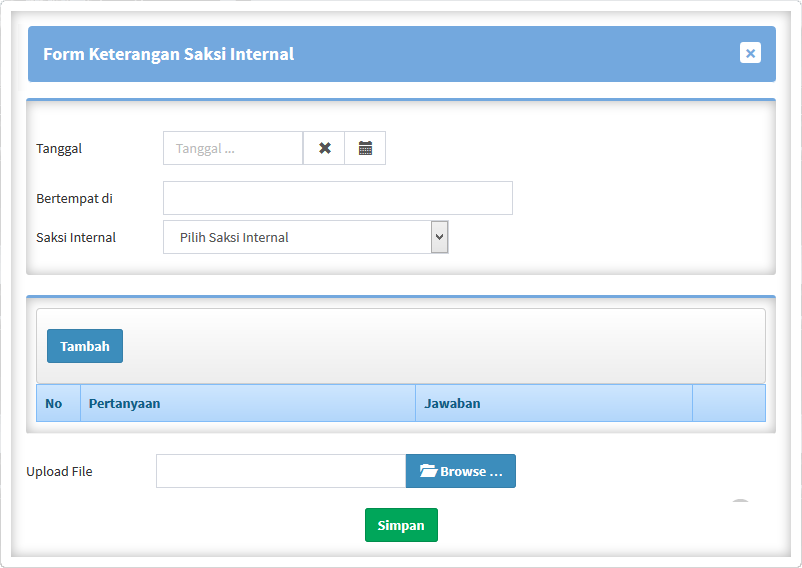 Form Keterangan Saksi Internal
Tanggal
Tanggal ...
Bertempat di
Saksi Internal
Pilih Saksi Internal
Tambah
No Pertanyaan Jawaban
Upload File
Browse ...
Simpan